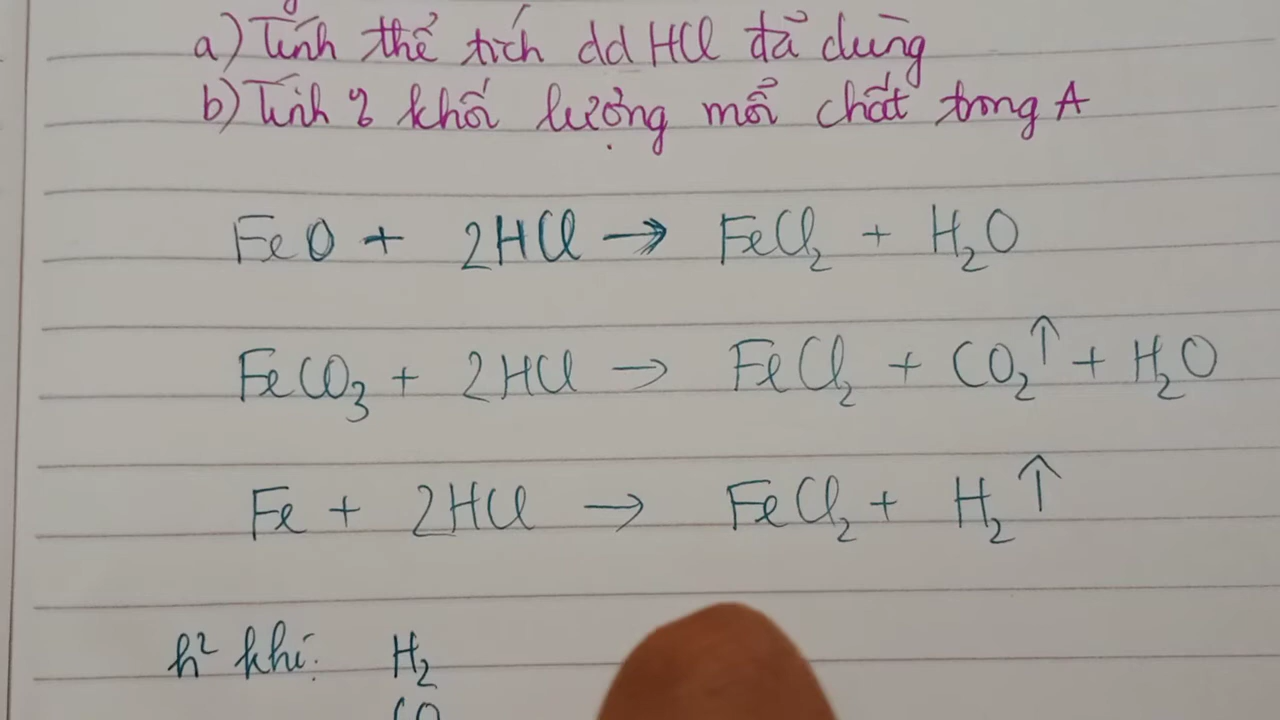 a) Tính thể tích dd HCl đã dùng
b) Tính % khối lượng mỗi chất trong A
FeO + 2HCl → FeCl₂ + H₂O
FeCO₃ + 2HCl → FeCl₂ + CO₂↑ + H₂O
Fe + 2HCl → FeCl₂ + H₂↑
h² khí: H₂
CO